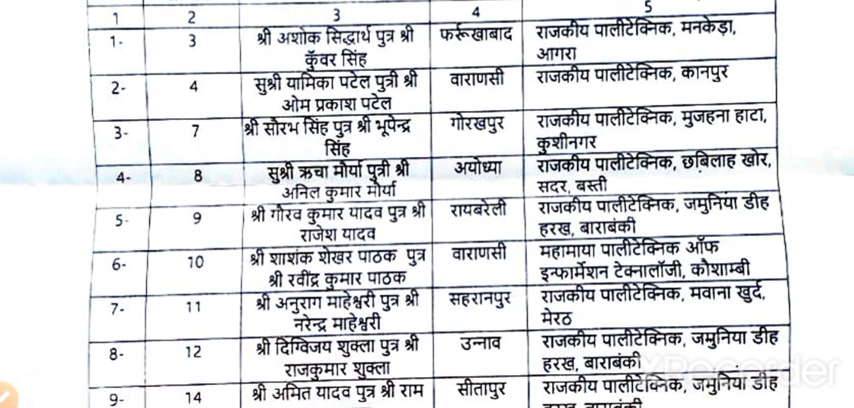 1 2 3 4 5
1- 3 श्री अशोक सिद्धार्थ पुत्र श्री फर्रूखाबाद राजकीय पालीटेक्निक, मनकेड़ा,
कुॅवर सिंह आगरा
2- 4 सुश्री यामिका पटेल पुत्री श्री वाराणसी राजकीय पालीटेक्निक, कानपुर
ओम प्रकाश पटेल
3- 7 श्री सौरभ सिंह पुत्र श्री भूपेन्द्र गोरखपुर राजकीय पालीटेक्निक, मुजहना हाटा,
सिंह कुशीनगर
4- 8 सुश्री ऋचा मौर्या पुत्री श्री अयोध्या राजकीय पालीटेक्निक, छबिलाह खोर,
अनिल कुमार मौर्या सदर, बस्ती
5- 9 श्री गौरव कुमार यादव पुत्र श्री रायबरेली राजकीय पालीटेक्निक, जमुनिया डीह
राजेश यादव हरख, बाराबंकी
6- 10 श्री शाशंक शेखर पाठक पुत्र वाराणसी महामाया पालीटेक्निक ऑफ
श्री रवींद्र कुमार पाठक इन्फार्मेशन टेक्नालॉजी, कौशाम्बी
7- 11 श्री अनुराग माहेश्वरी पुत्र श्री सहरानपुर राजकीय पालीटेक्निक, मवाना खुर्द,
नरेन्द्र माहेश्वरी मेरठ
8- 12 श्री दिग्विजय शुक्ला पुत्र श्री उन्नाव राजकीय पालीटेक्निक, जमुनिया डीह
राजकुमार शुक्ला हरख, बाराबंकी
XRecorder
9- 14 श्री अमित यादव पुत्र श्री राम सीतापुर राजकीय पालीटेक्निक, जमुनिया डीह